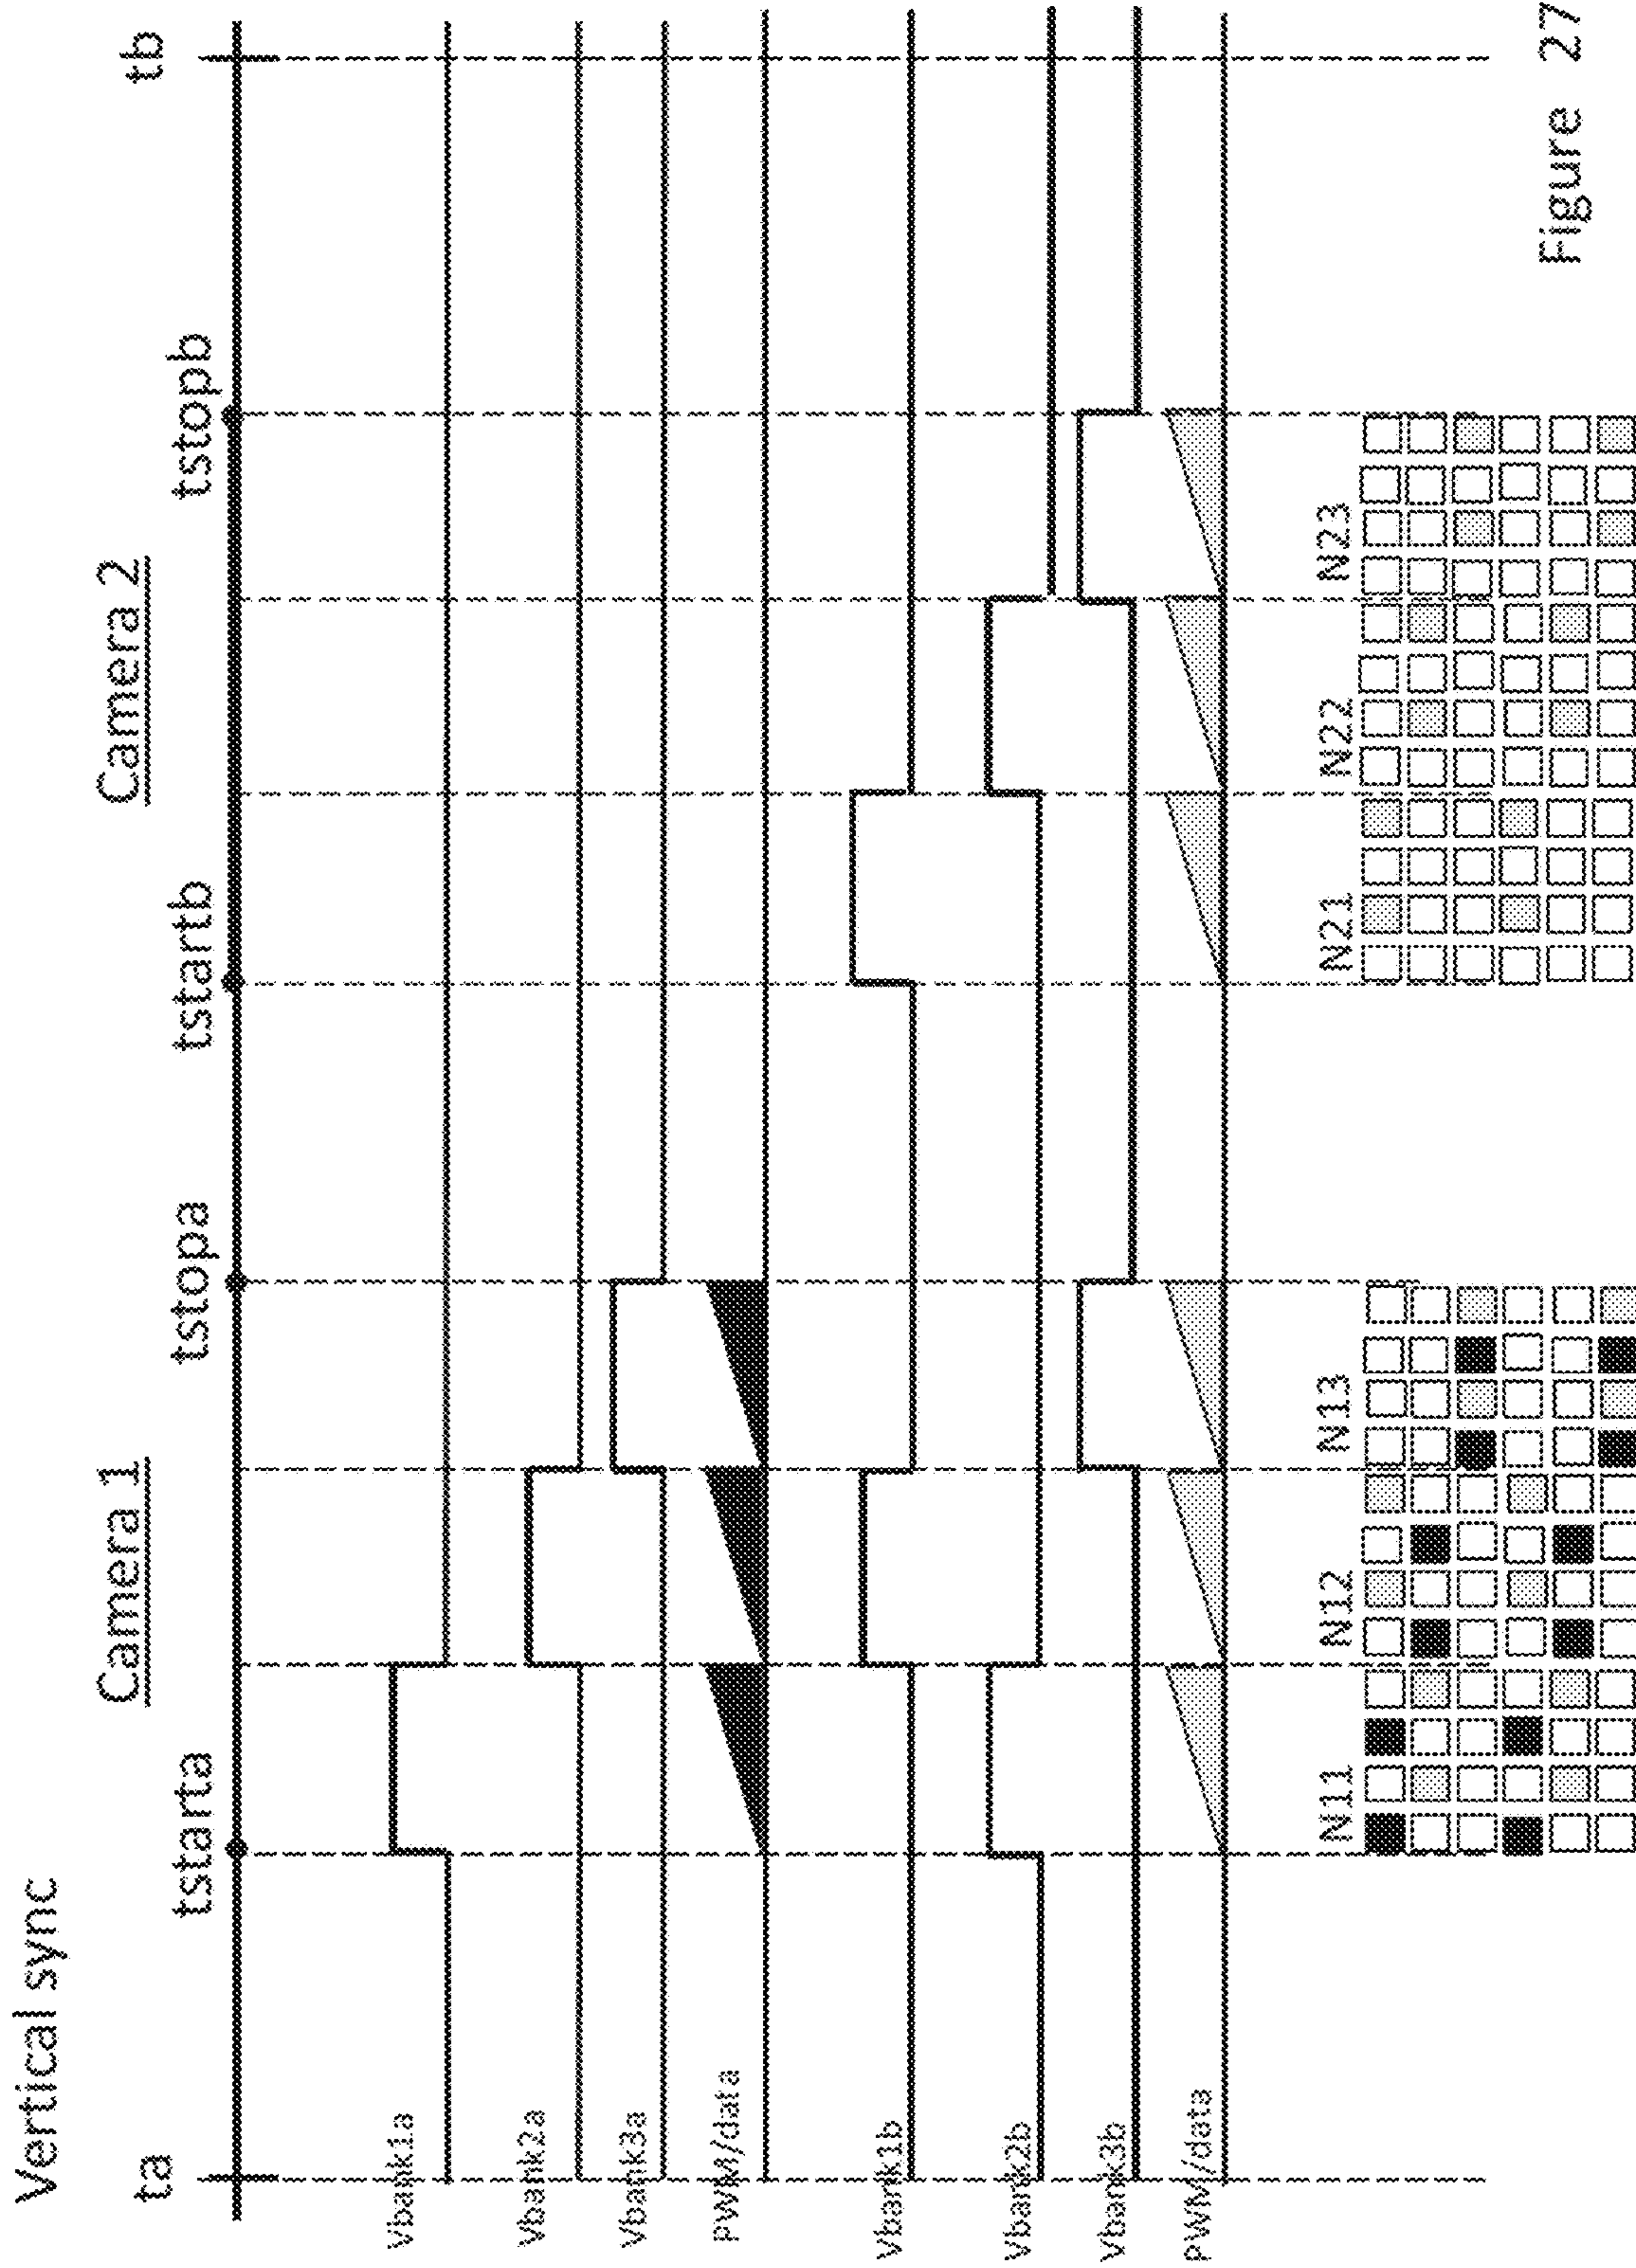 Vertical sync
Camera 1
Camera 2
ta
tstarta
tstopa
tstartb
tstopb
tb
Vbank1a
Vbank2a
Vbank3a
PWM/data
Vbank1b
Vbank2b
Vbank3b
PWM/data
N11
N12
N13
N21
N22
N23
Figure 27